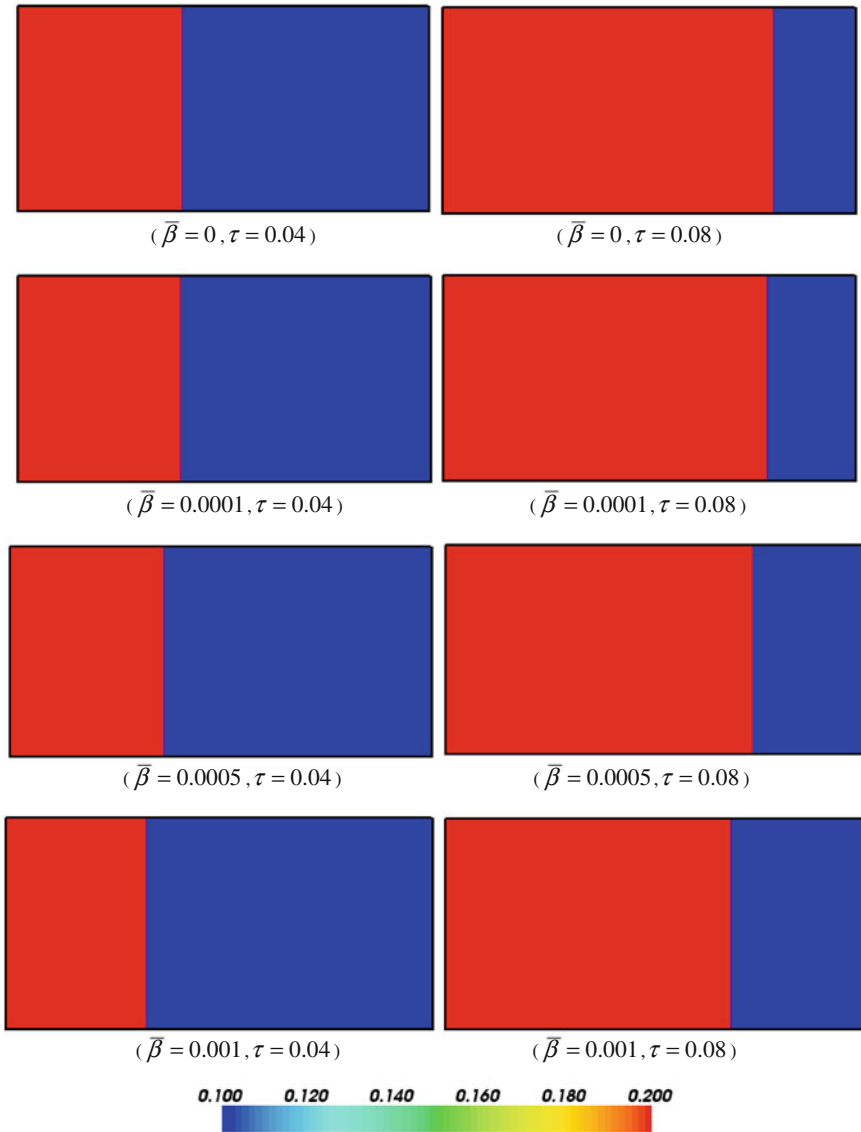 ( β̅ = 0 , τ = 0.04 )
( β̅ = 0 , τ = 0.08 )
( β̅ = 0.0001 , τ = 0.04 )
( β̅ = 0.0001 , τ = 0.08 )
( β̅ = 0.0005 , τ = 0.04 )
( β̅ = 0.0005 , τ = 0.08 )
( β̅ = 0.001 , τ = 0.04 )
( β̅ = 0.001 , τ = 0.08 )
0.100 0.120 0.140 0.160 0.180 0.200